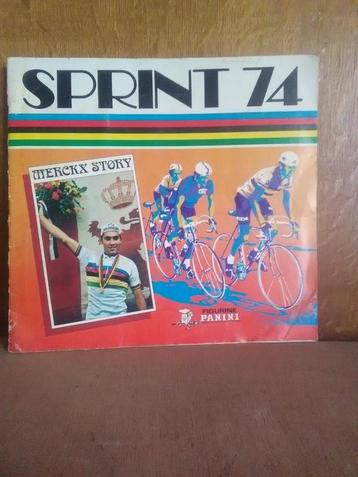 SPRINT 74
MERCKX STORY
FIGURINE
PANINI